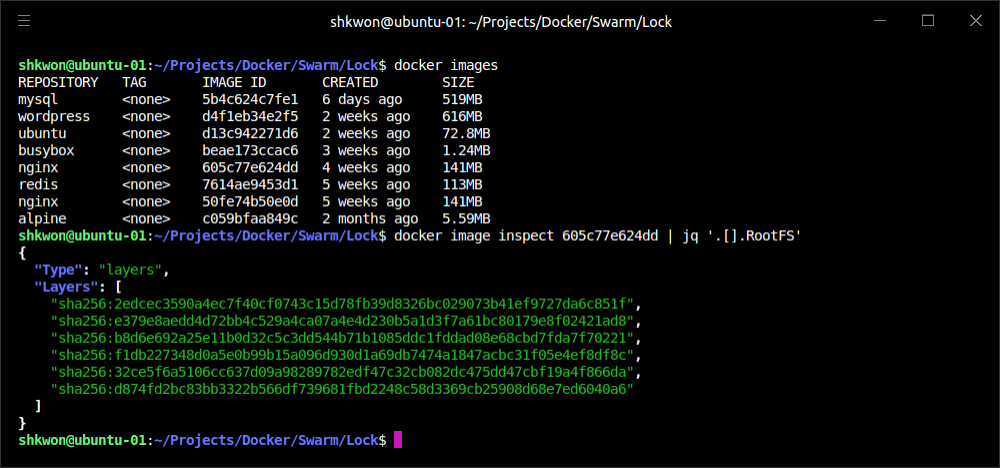 shkwon@ubuntu-01: ~/Projects/Docker/Swarm/Lock
shkwon@ubuntu-01:~/Projects/Docker/Swarm/Lock$ docker images
REPOSITORY   TAG       IMAGE ID       CREATED        SIZE
mysql        <none>    5b4c624c7fe1   6 days ago     519MB
wordpress    <none>    d4f1eb34e2f5   2 weeks ago    616MB
ubuntu       <none>    d13c942271d6   2 weeks ago    72.8MB
busybox      <none>    beae173ccac6   3 weeks ago    1.24MB
nginx        <none>    605c77e624dd   4 weeks ago    141MB
redis        <none>    7614ae9453d1   5 weeks ago    113MB
nginx        <none>    50fe74b50e0d   5 weeks ago    141MB
alpine       <none>    c059bfaa849c   2 months ago   5.59MB
shkwon@ubuntu-01:~/Projects/Docker/Swarm/Lock$ docker image inspect 605c77e624dd | jq '.[].RootFS'
{
  "Type": "layers",
  "Layers": [
    "sha256:2edcec3590a4ec7f40cf0743c15d78fb39d8326bc029073b41ef9727da6c851f",
    "sha256:e379e8aedd4d72bb4c529a4ca07a4e4d230b5a1d3f7a61bc80179e8f02421ad8",
    "sha256:b8d6e692a25e11b0d32c5c3dd544b71b1085ddc1fddad08e68cbd7fda7f70221",
    "sha256:f1db227348d0a5e0b99b15a096d930d1a69db7474a1847acbc31f05e4ef8df8c",
    "sha256:32ce5f6a5106cc637d09a98289782edf47c32cb082dc475dd47cbf19a4f866da",
    "sha256:d874fd2bc83bb3322b566df739681fbd2248c58d3369cb25908d68e7ed6040a6"
  ]
}
shkwon@ubuntu-01:~/Projects/Docker/Swarm/Lock$